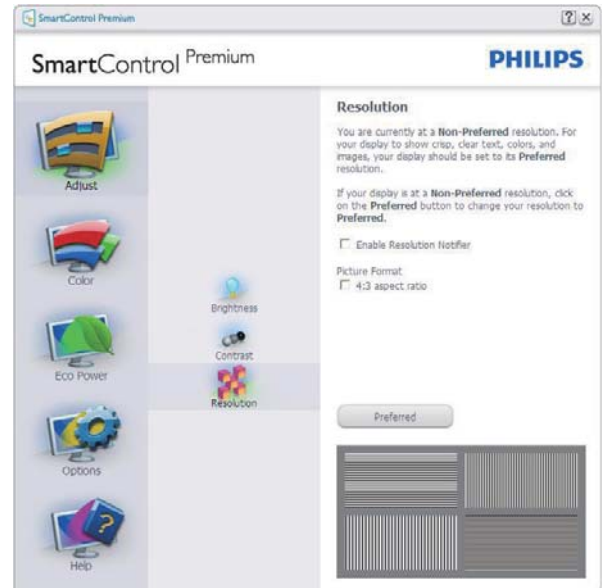 SmartControl Premium
SmartControl Premium
PHILIPS
Adjust
Color
Eco Power
Options
Help
Brightness
Contrast
Resolution
Resolution
You are currently at a Non-Preferred resolution. For
your display to show crisp, clear text, colors, and
images, your display should be set to its Preferred
resolution.
If your display is at a Non-Preferred resolution, click
on the Preferred button to change your resolution to
Preferred.
Enable Resolution Notifier
Picture Format
4:3 aspect ratio
Preferred